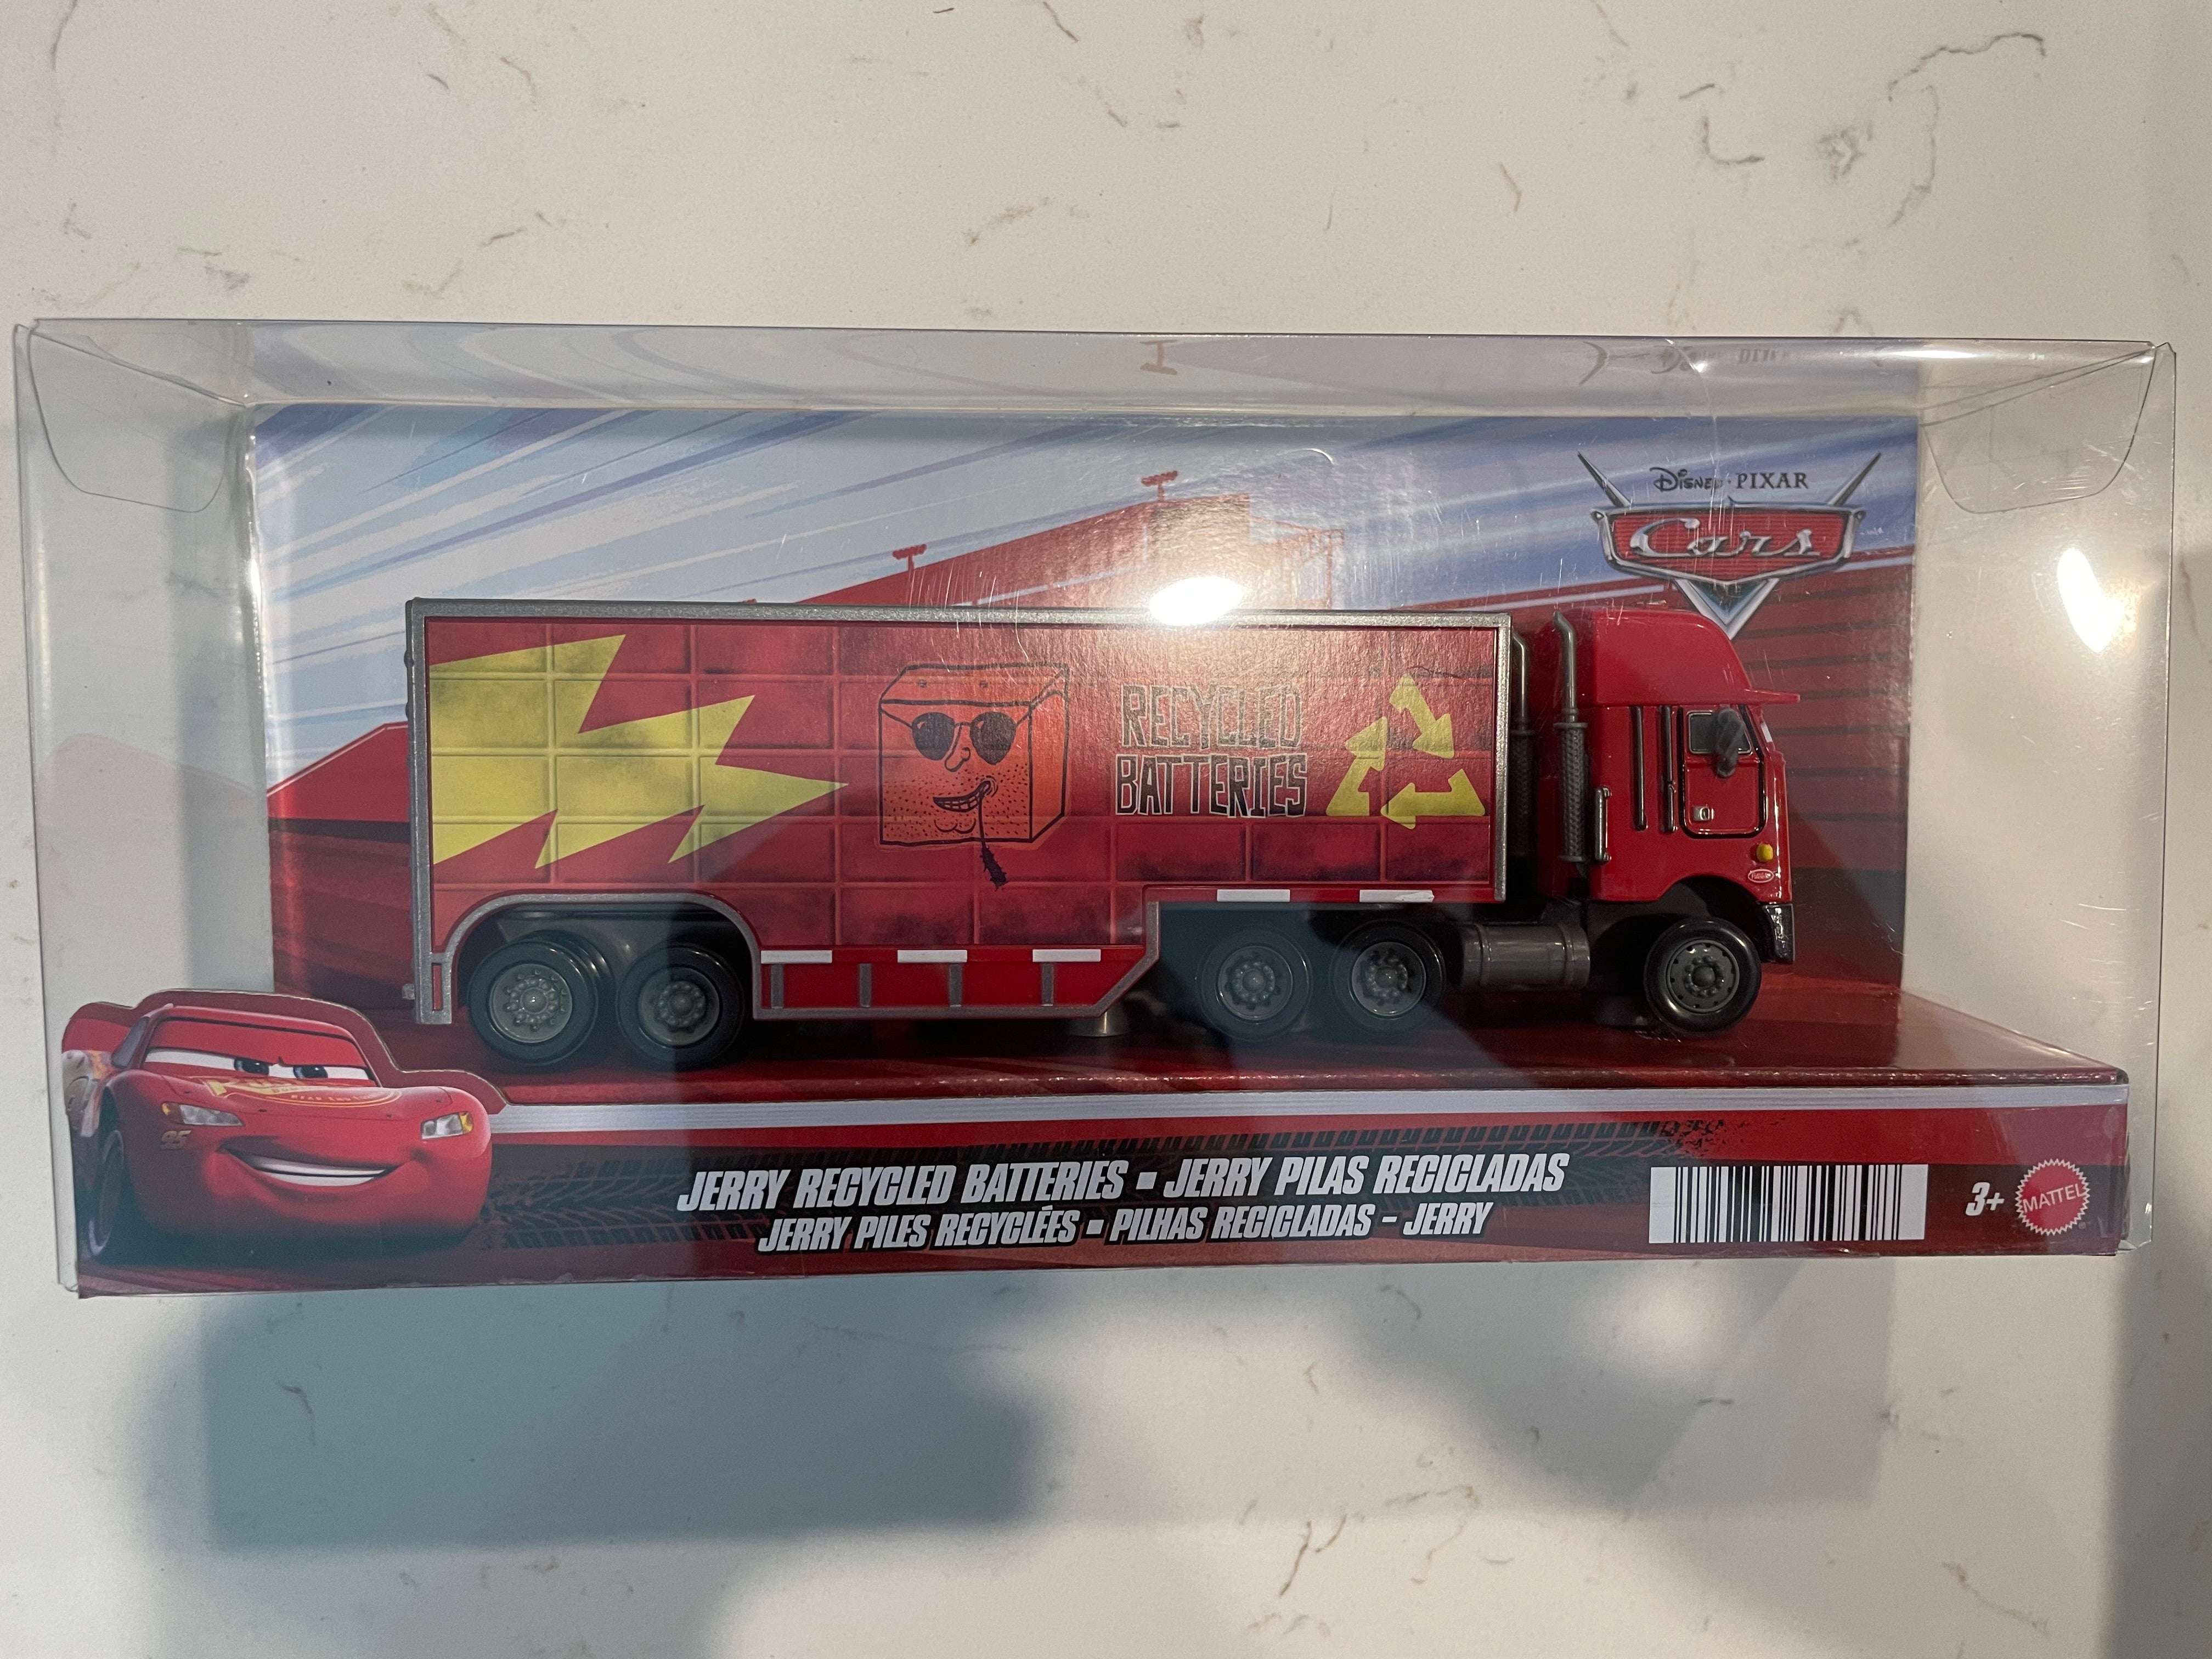 DISNEY · PIXAR
Cars
RECYCLED
BATTERIES
JERRY RECYCLED BATTERIES ▪ JERRY PILAS RECICLADAS
JERRY PILES RECYCLÉES ▪ PILHAS RECICLADAS - JERRY
95
3+
MATTEL